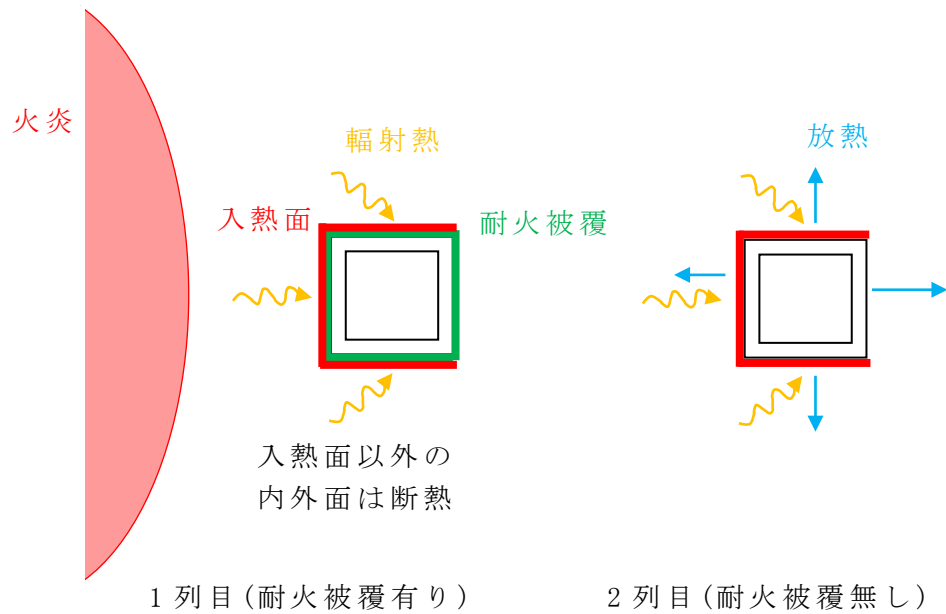 火炎
輻射熱
放熱
入熱面
耐火被覆
入熱面以外の
内外面は断熱
1列目(耐火被覆有り)
2列目(耐火被覆無し)